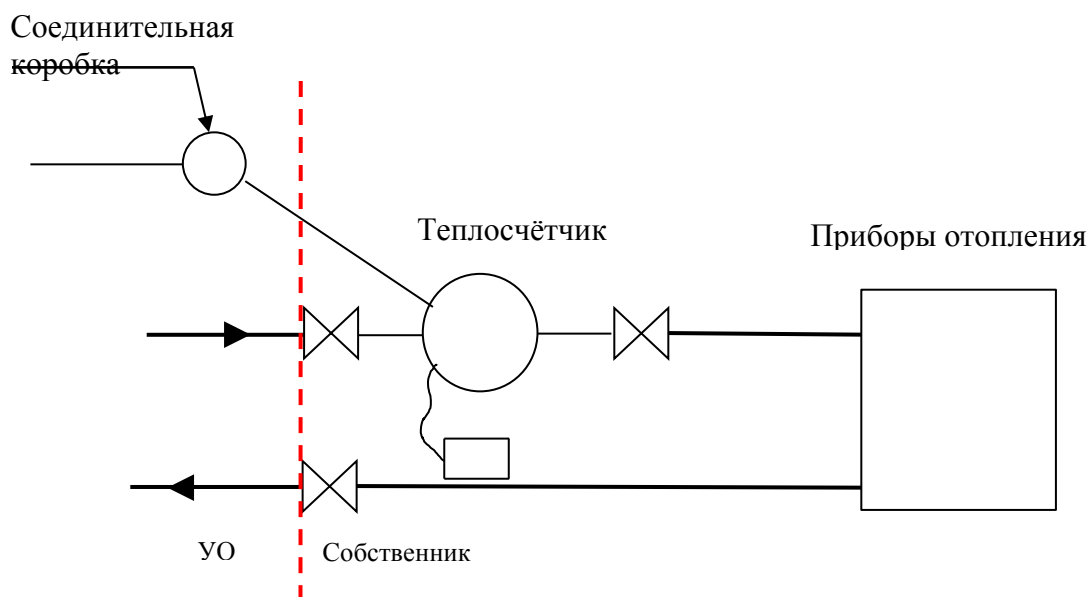 Соединительная
коробка
Теплосчётчик
Приборы отопления
УО
Собственник